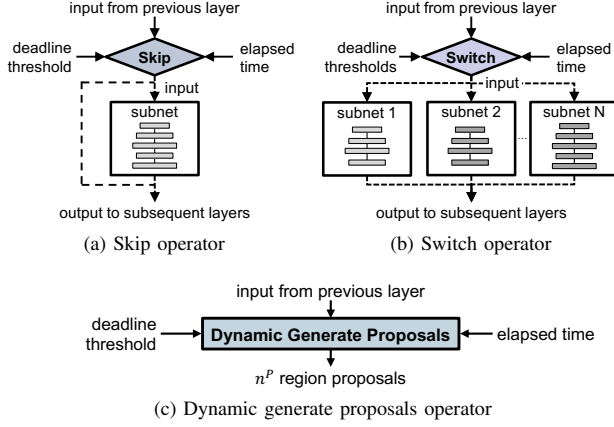 input from previous layer
deadline threshold
Skip
elapsed time
input
subnet
output to subsequent layers
(a) Skip operator
input from previous layer
deadline thresholds
Switch
elapsed time
input
subnet 1
subnet 2
...
subnet N
output to subsequent layers
(b) Switch operator
input from previous layer
deadline threshold
Dynamic Generate Proposals
elapsed time
n^P region proposals
(c) Dynamic generate proposals operator